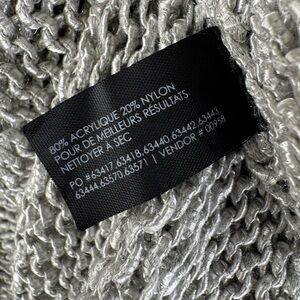 80% ACRYLIQUE 20% NYLON
POUR DE MEILLEURS RÉSULTATS
NETTOYER A SEC
PO #63417,63418,63440,63442,63443
63444,63570,63571 | VENDOR # 00958